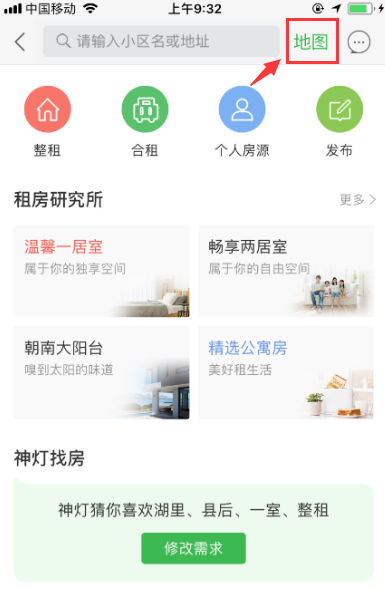 中国移动
上午9:32
请输入小区名或地址
地图
整租
合租
个人房源
发布
租房研究所
更多
温馨一居室
属于你的独享空间
畅享两居室
属于你的自由空间
朝南大阳台
嗅到太阳的味道
精选公寓房
美好租生活
神灯找房
神灯猜你喜欢湖里、县后、一室、整租
修改需求